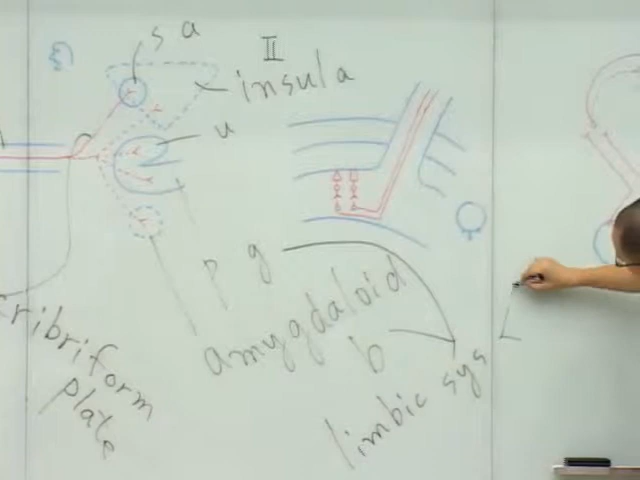 s a
II
insula
u
p g
amygdaloid
b
limbic sys
cribriform
plate
L